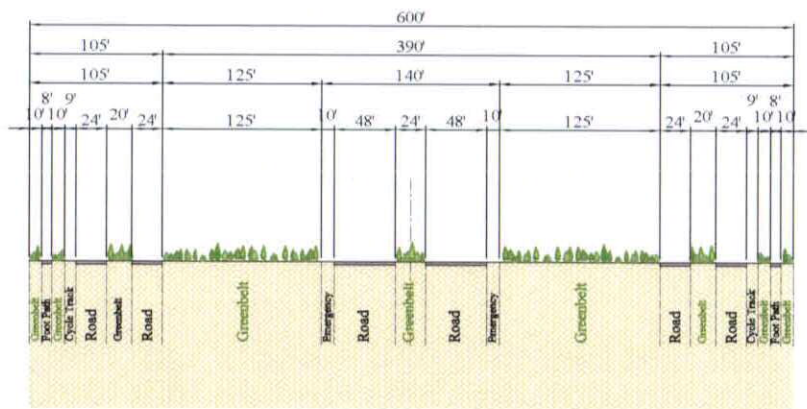 600'
105' 390' 105'
105' 125' 140' 125' 105'
8' 9' 9' 8'
10' 10' 24' 20' 24' 125' 10' 48' 24' 48' 10' 125' 24' 20' 24' 10' 10'
Greenbelt
Foot Path
Greenbelt
Cycle Track
Road
Greenbelt
Road
Greenbelt
Emergency
Road
Greenbelt
Road
Emergency
Greenbelt
Road
Greenbelt
Road
Cycle Track
Greenbelt
Foot Path
Greenbelt